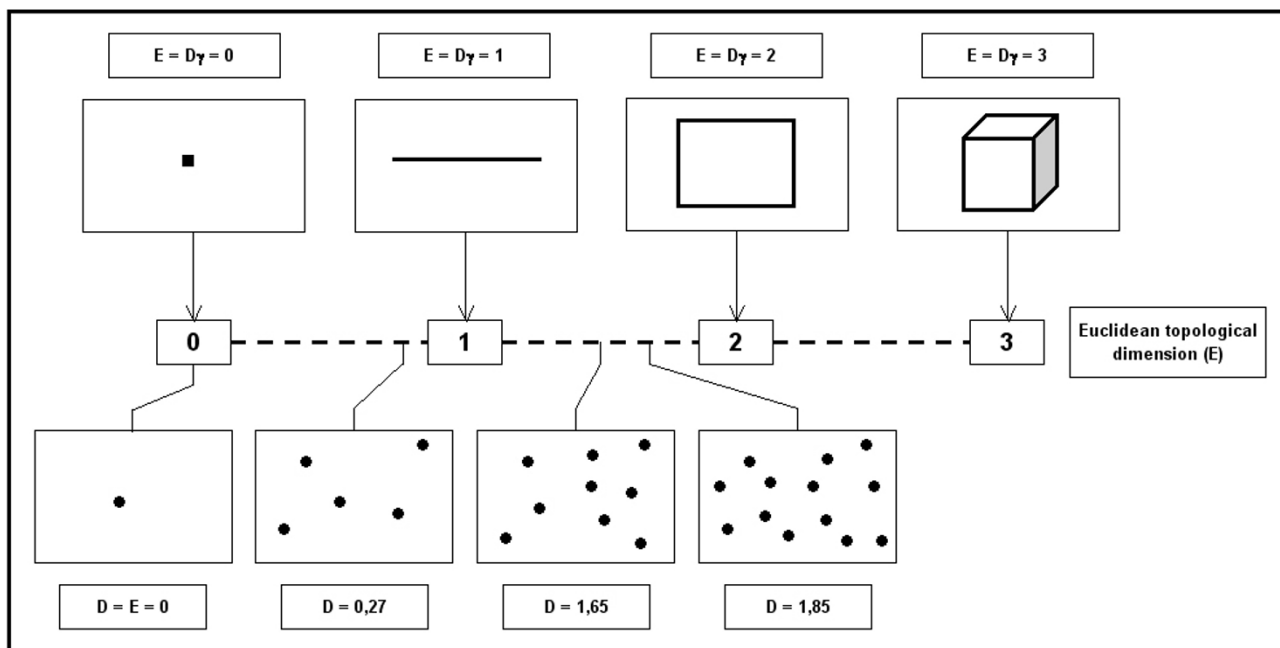 E = Dγ = 0
E = Dγ = 1
E = Dγ = 2
E = Dγ = 3
0
1
2
3
Euclidean topological
dimension (E)
D = E = 0
D = 0,27
D = 1,65
D = 1,85